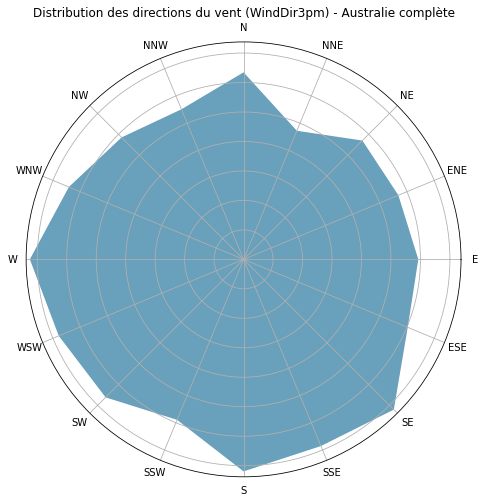 Distribution des directions du vent (WindDir3pm) - Australie complète
N
NNW
NNE
NW
NE
WNW
ENE
W
E
WSW
ESE
SW
SE
SSW
SSE
S